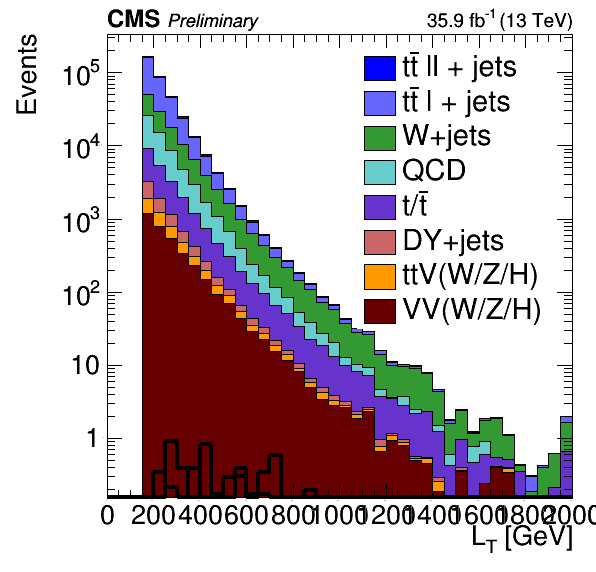 CMS Preliminary 35.9 fb⁻¹ (13 TeV)
Events
10⁵
10⁴
10³
10²
10
1
tt̄ ll + jets
tt̄ l + jets
W+jets
QCD
t/t̄
DY+jets
ttV(W/Z/H)
VV(W/Z/H)
0 200 400 600 800 1000 1200 1400 1600 1800 2000
L_T [GeV]